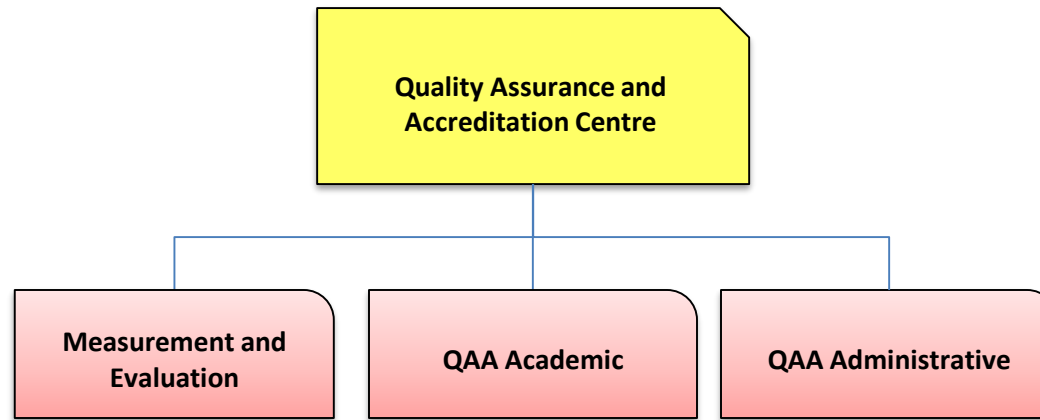 Quality Assurance and
Accreditation Centre
Measurement and
Evaluation
QAA Academic
QAA Administrative